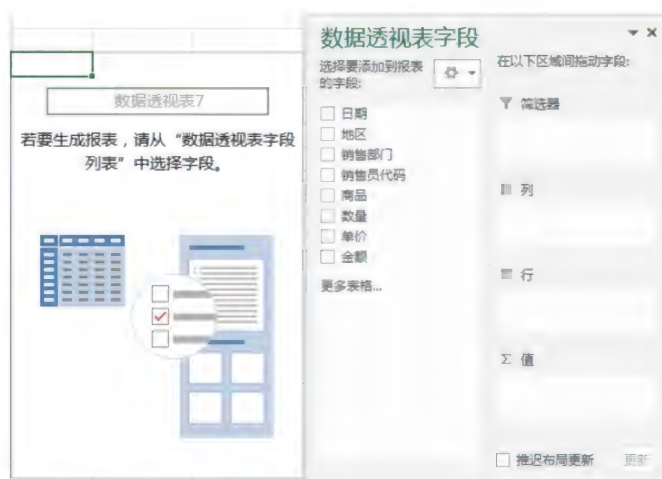 数据透视表7
若要生成报表，请从“数据透视表字段
列表”中选择字段。
数据透视表字段
选择要添加到报表
的字段:
日期
地区
销售部门
销售员代码
商品
数量
单价
金额
更多表格...
在以下区域间拖动字段:
筛选器
列
行
Σ 值
推迟布局更新
更新